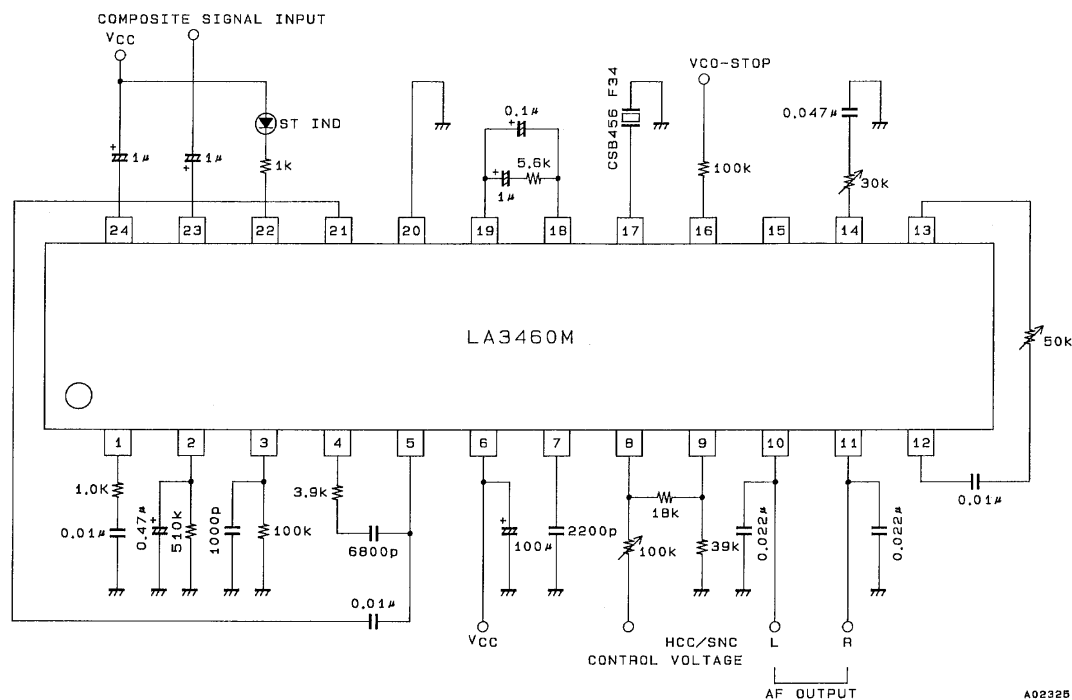 COMPOSITE SIGNAL INPUT
VCC
VCO-STOP
CSB456 F34
0.1μ
0.047μ
ST IND
1μ
1μ
1k
5.6k
1μ
100k
30k
24
23
22
21
20
19
18
17
16
15
14
13
LA3460M
50k
1
2
3
4
5
6
7
8
9
10
11
12
1.0K
0.01μ
0.47μ
510k
1000p
100k
3.9k
6800p
0.01μ
100μ
2200p
100k
18k
39k
0.022μ
0.022μ
0.01μ
VCC
HCC/SNC
CONTROL VOLTAGE
L
R
AF OUTPUT
A02325